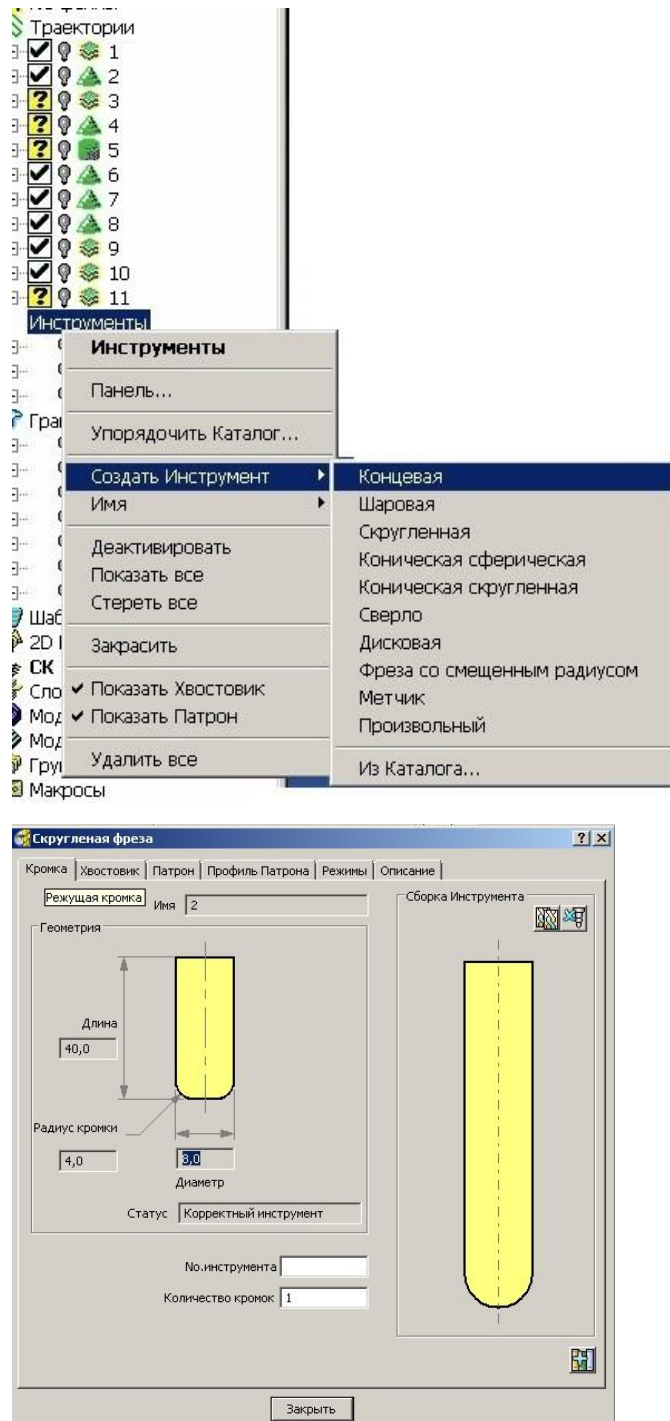 Траектории
1
2
3
4
5
6
7
8
9
10
11
Инструменты
Инструменты
Панель...
Упорядочить Каталог...
Создать Инструмент
Имя
Деактивировать
Показать все
Стереть все
Закрасить
Показать Хвостовик
Показать Патрон
Удалить все
Концевая
Шаровая
Скругленная
Коническая сферическая
Коническая скругленная
Сверло
Дисковая
Фреза со смещенным радиусом
Метчик
Произвольный
Из Каталога...
2D
СК
Макросы
Скругленая фреза
Кромка Хвостовик Патрон Профиль Патрона Режимы Описание
Режущая кромка
Имя 2
Сборка Инструмента
Геометрия
Длина
40,0
Радиус кромки
4,0
8,0
Диаметр
Статус Корректный инструмент
No.инструмента
Количество кромок 1
Закрыть